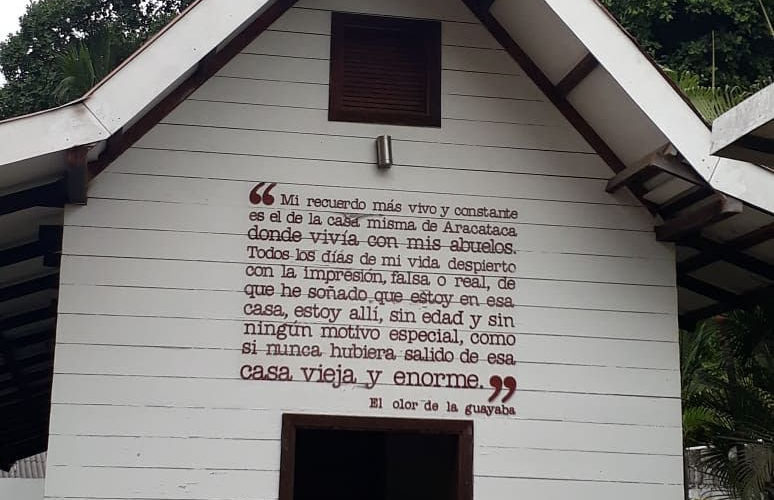 “ Mi recuerdo más vivo y constante
es el de la casa misma de Aracataca
donde vivía con mis abuelos.
Todos los días de mi vida despierto
con la impresión, falsa o real, de
que he soñado que estoy en esa
casa, estoy allí, sin edad y sin
ningún motivo especial, como
si nunca hubiera salido de esa
casa vieja y enorme. ”
El olor de la guayaba